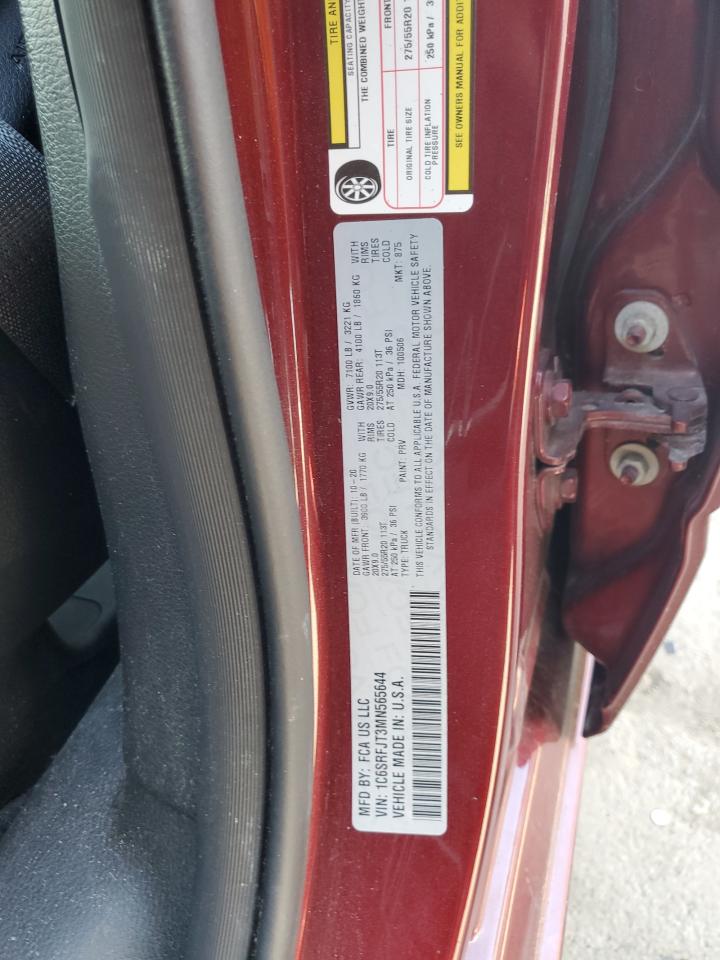 MFD BY: FCA US LLC
VIN: 1C6SRFJT3MN565644
VEHICLE MADE IN: U.S.A.
DATE OF MFR (BUILT): 10-20
GAWR FRONT: 3900 LB / 1770 KG WITH
20X9.0 RIMS
275/55R20 113T TIRES
AT 250 kPa / 36 PSI COLD
TYPE: TRUCK PAINT: PRV
GVWR: 7100 LB / 3221 KG
GAWR REAR: 4100 LB / 1860 KG WITH
20X9.0 RIMS
275/55R20 113T TIRES
AT 250 kPa / 36 PSI COLD
MDH: 100506 MKT: 875
THIS VEHICLE CONFORMS TO ALL APPLICABLE U.S.A. FEDERAL MOTOR VEHICLE SAFETY
STANDARDS IN EFFECT ON THE DATE OF MANUFACTURE SHOWN ABOVE.
TIRE AN
SEATING CAPACITY
THE COMBINED WEIGHT
TIRE FRONT
ORIGINAL TIRE SIZE 275/55R20
COLD TIRE INFLATION PRESSURE 250 kPa / 3
SEE OWNERS MANUAL FOR ADDI